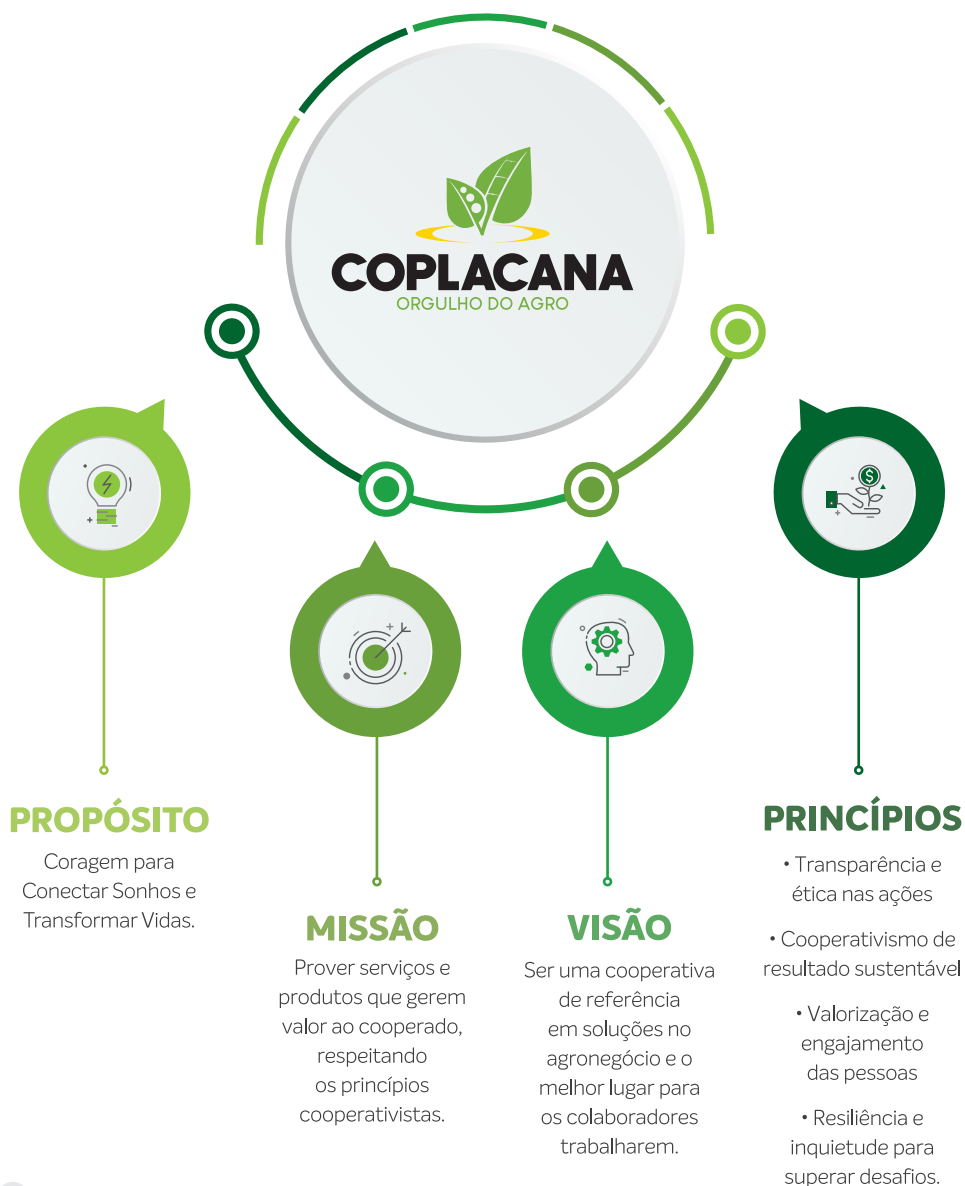 COPLACANA
ORGULHO DO AGRO
PROPÓSITO
Coragem para
Conectar Sonhos e
Transformar Vidas.
MISSÃO
Prover serviços e
produtos que gerem
valor ao cooperado,
respeitando
os princípios
cooperativistas.
VISÃO
Ser uma cooperativa
de referência
em soluções no
agronegócio e o
melhor lugar para
os colaboradores
trabalharem.
PRINCÍPIOS
• Transparência e
ética nas ações
• Cooperativismo de
resultado sustentável
• Valorização e
engajamento
das pessoas
• Resiliência e
inquietude para
superar desafios.